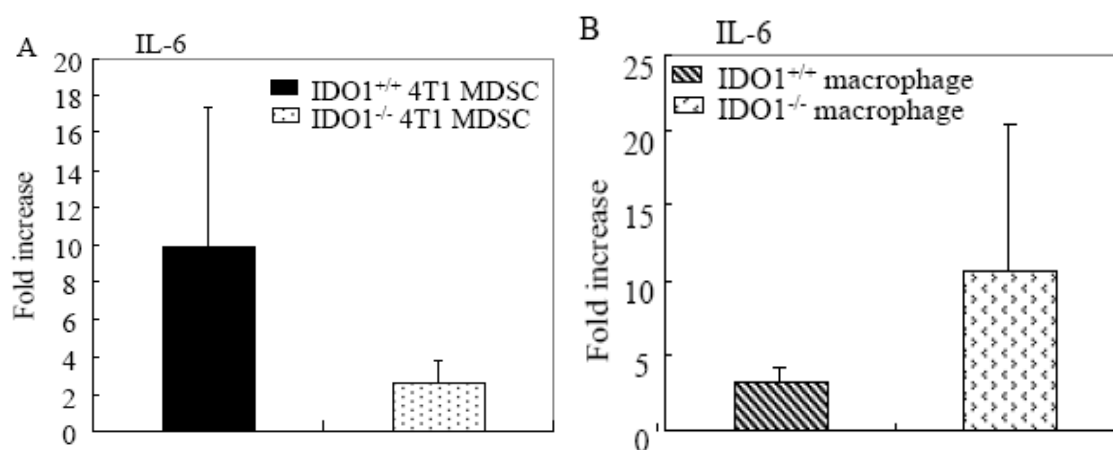 A
IL-6
20
18
16
14
12
10
8
6
4
2
0
Fold increase
IDO1+/+ 4T1 MDSC
IDO1-/- 4T1 MDSC
B
IL-6
25
20
15
10
5
0
Fold increase
IDO1+/+ macrophage
IDO1-/- macrophage